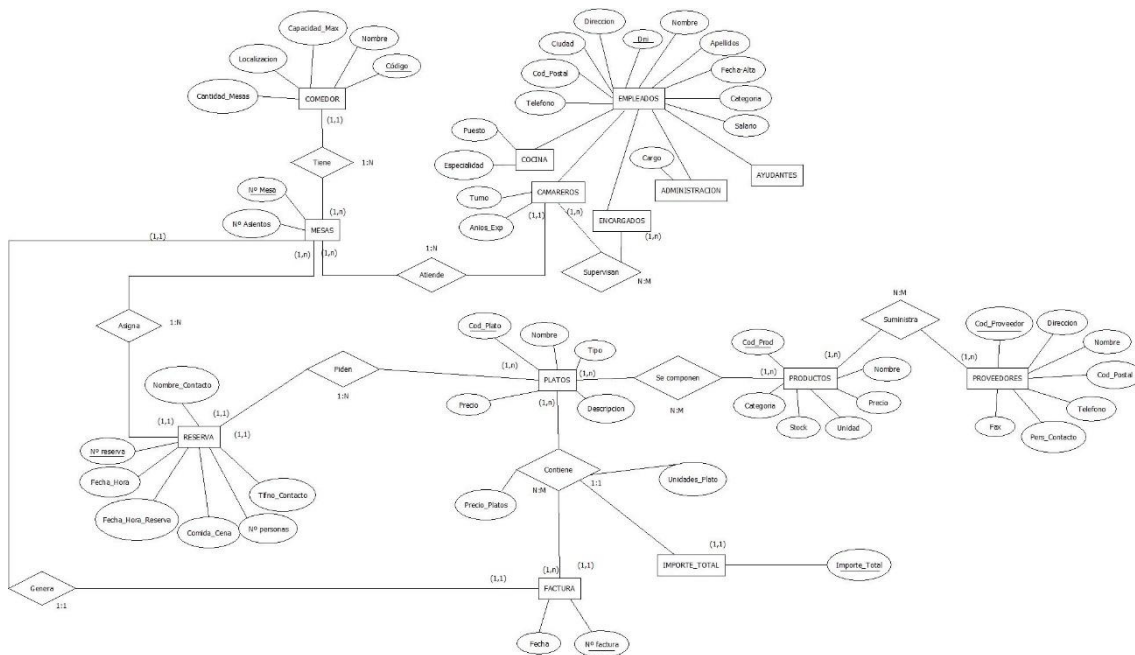 Direccion
Nombre
Capacidad_Max
Nombre
Ciudad
Dni
Apellidos
Localizacion
Código
Cod_Postal
Fecha-Alta
Cantidad_Mesas
COMEDOR
Telefono
EMPLEADOS
Categoria
(1,1)
Salario
Puesto
Tiene
1:N
Especialidad
COCINA
Cargo
AYUDANTES
Nº Mesa
CAMAREROS
ADMINISTRACION
Turno
(1,n)
Nº Asientos
MESAS
Anios_Exp
(1,1)
(1,n)
ENCARGADOS
(1,1)
(1,n)
(1,n)
(1,n)
1:N
Atiende
Supervisan
N:M
N:M
Asigna
1:N
Suministra
Cod_Plato
Nombre
Cod_Prod
Cod_Proveedor
Direccion
Piden
Tipo
Nombre
Nombre
(1,n)
(1,n)
(1,n)
(1,n)
(1,n)
Nombre_Contacto
1:N
PLATOS
Se componen
PRODUCTOS
PROVEEDORES
Cod_Postal
Precio
(1,n)
Descripcion
N:M
Categoria
Precio
Telefono
(1,1)
(1,1)
Stock
Unidad
Fax
Pers_Contacto
RESERVA
(1,1)
Nº reserva
Contiene
Fecha_Hora
N:M
1:1
Unidades_Plato
Tlfno_Contacto
Precio_Platos
Fecha_Hora_Reserva
Comida_Cena
Nº personas
(1,1)
IMPORTE_TOTAL
Importe_Total
(1,n)
(1,1)
Genera
(1,1)
FACTURA
1:1
Fecha
Nº factura